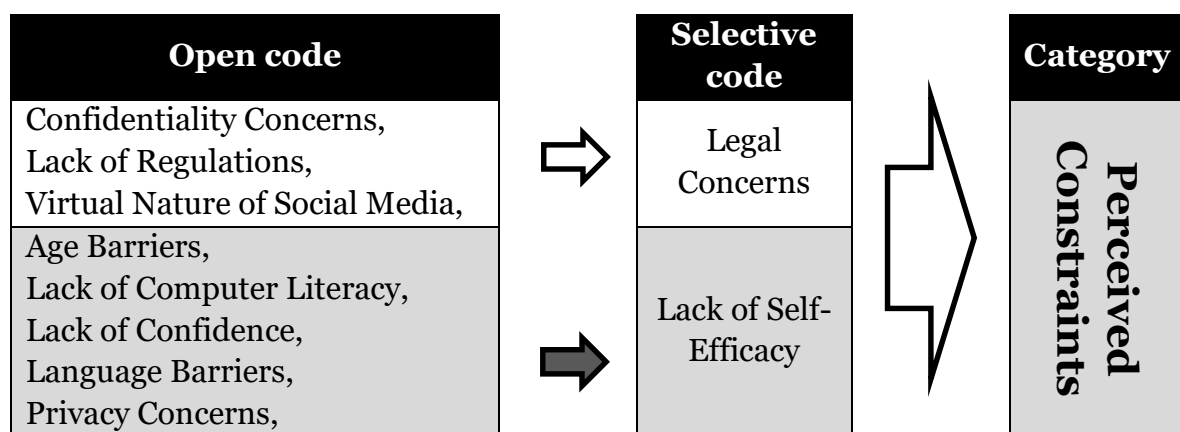 Open code
Confidentiality Concerns,
Lack of Regulations,
Virtual Nature of Social Media,
Age Barriers,
Lack of Computer Literacy,
Lack of Confidence,
Language Barriers,
Privacy Concerns,
Selective
code
Legal
Concerns
Lack of Self-
Efficacy
Category
Perceived
Constraints